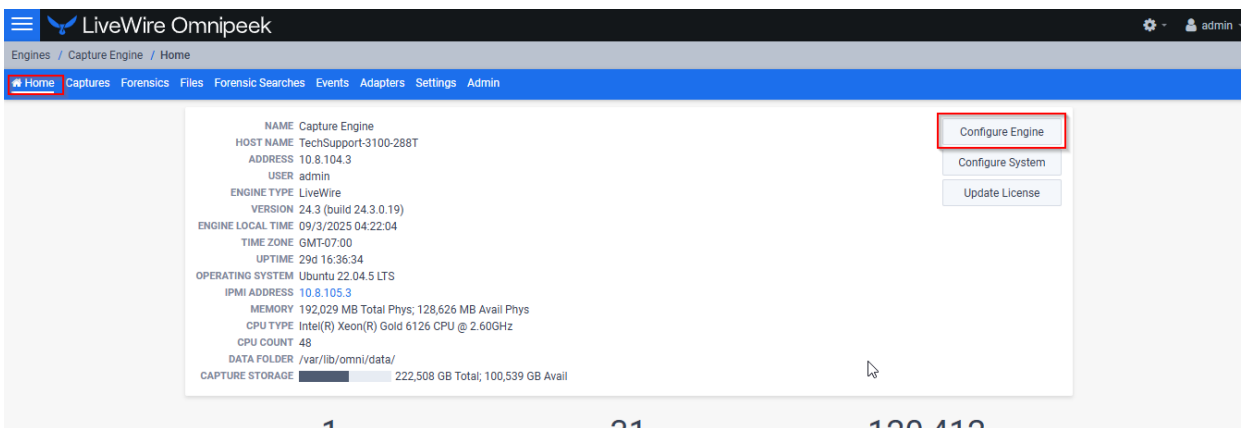 LiveWire Omnipeek
admin
Engines / Capture Engine / Home
Home Captures Forensics Files Forensic Searches Events Adapters Settings Admin
NAME Capture Engine
Configure Engine
HOST NAME TechSupport-3100-288T
ADDRESS 10.8.104.3
Configure System
USER admin
ENGINE TYPE LiveWire
Update License
VERSION 24.3 (build 24.3.0.19)
ENGINE LOCAL TIME 09/3/2025 04:22:04
TIME ZONE GMT-07:00
UPTIME 29d 16:36:34
OPERATING SYSTEM Ubuntu 22.04.5 LTS
IPMI ADDRESS 10.8.105.3
MEMORY 192,029 MB Total Phys; 128,626 MB Avail Phys
CPU TYPE Intel(R) Xeon(R) Gold 6126 CPU @ 2.60GHz
CPU COUNT 48
DATA FOLDER /var/lib/omni/data/
CAPTURE STORAGE 222,508 GB Total; 100,539 GB Avail